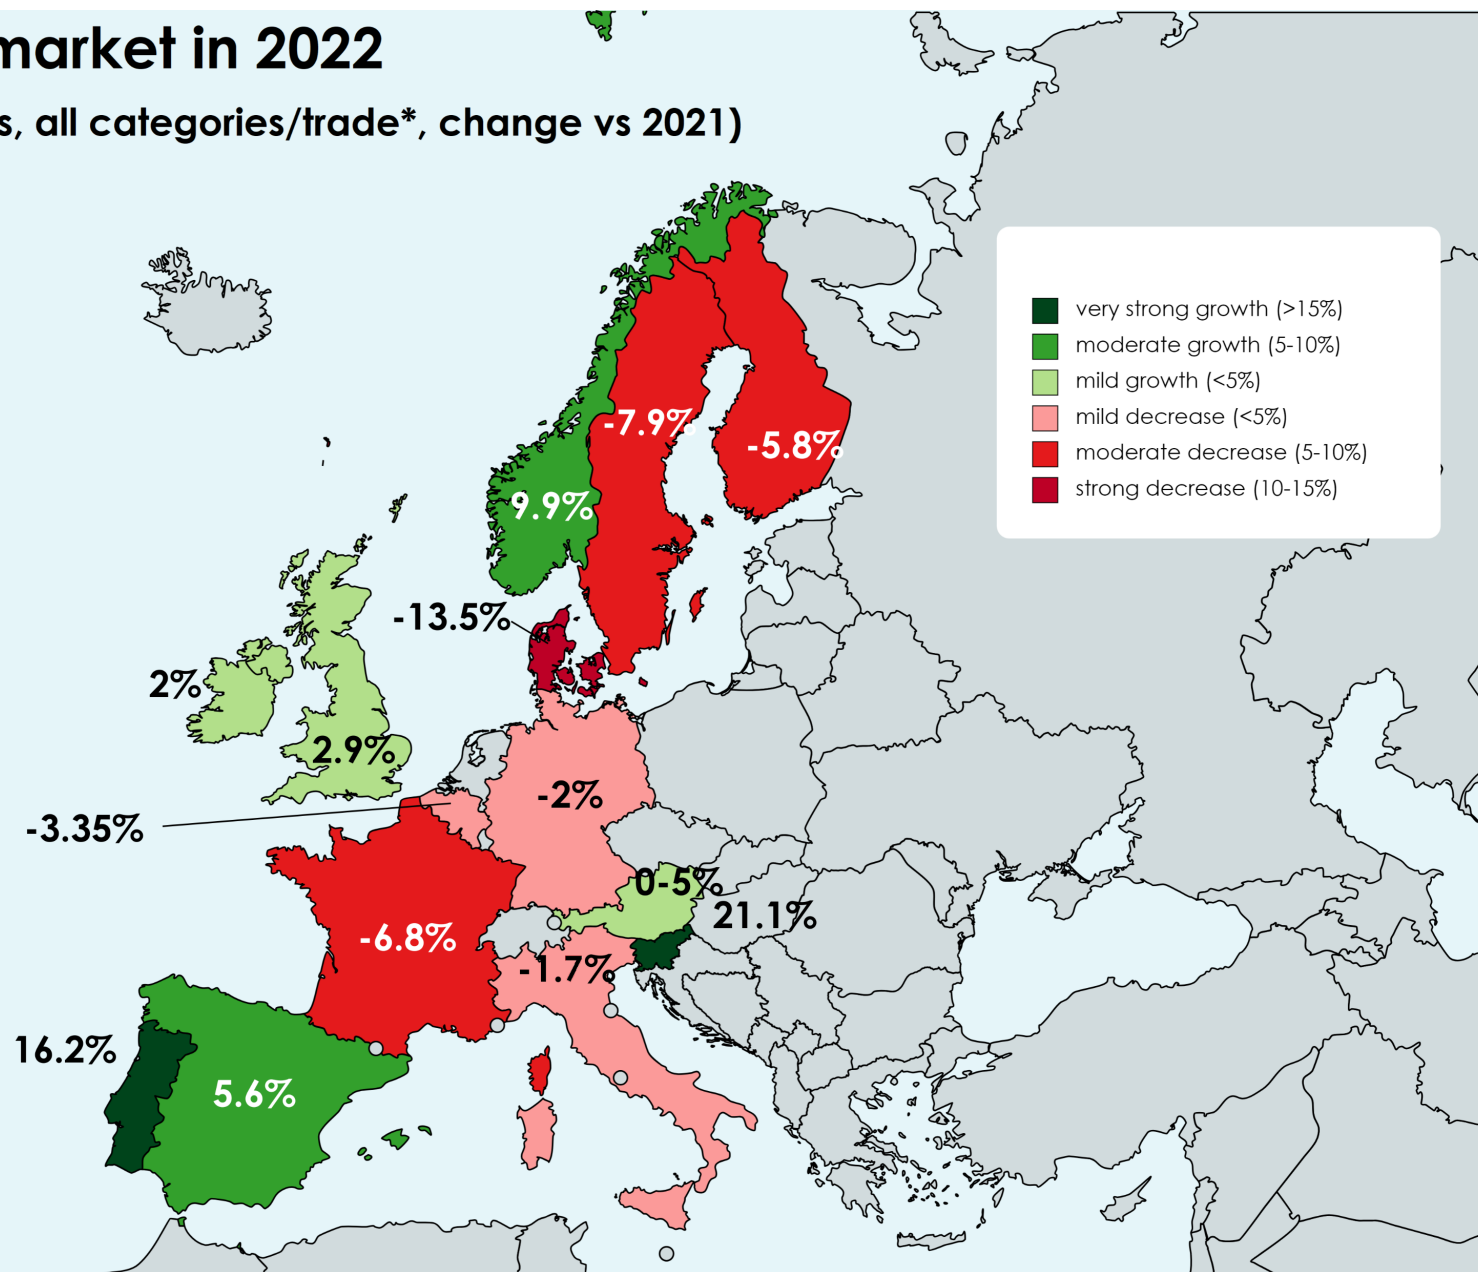 market in 2022
s, all categories/trade*, change vs 2021)
very strong growth (>15%)
moderate growth (5-10%)
mild growth (<5%)
mild decrease (<5%)
moderate decrease (5-10%)
strong decrease (10-15%)
-7.9%
-5.8%
9.9%
-13.5%
2%
2.9%
-2%
-3.35%
0-5%
21.1%
-6.8%
-1.7%
16.2%
5.6%